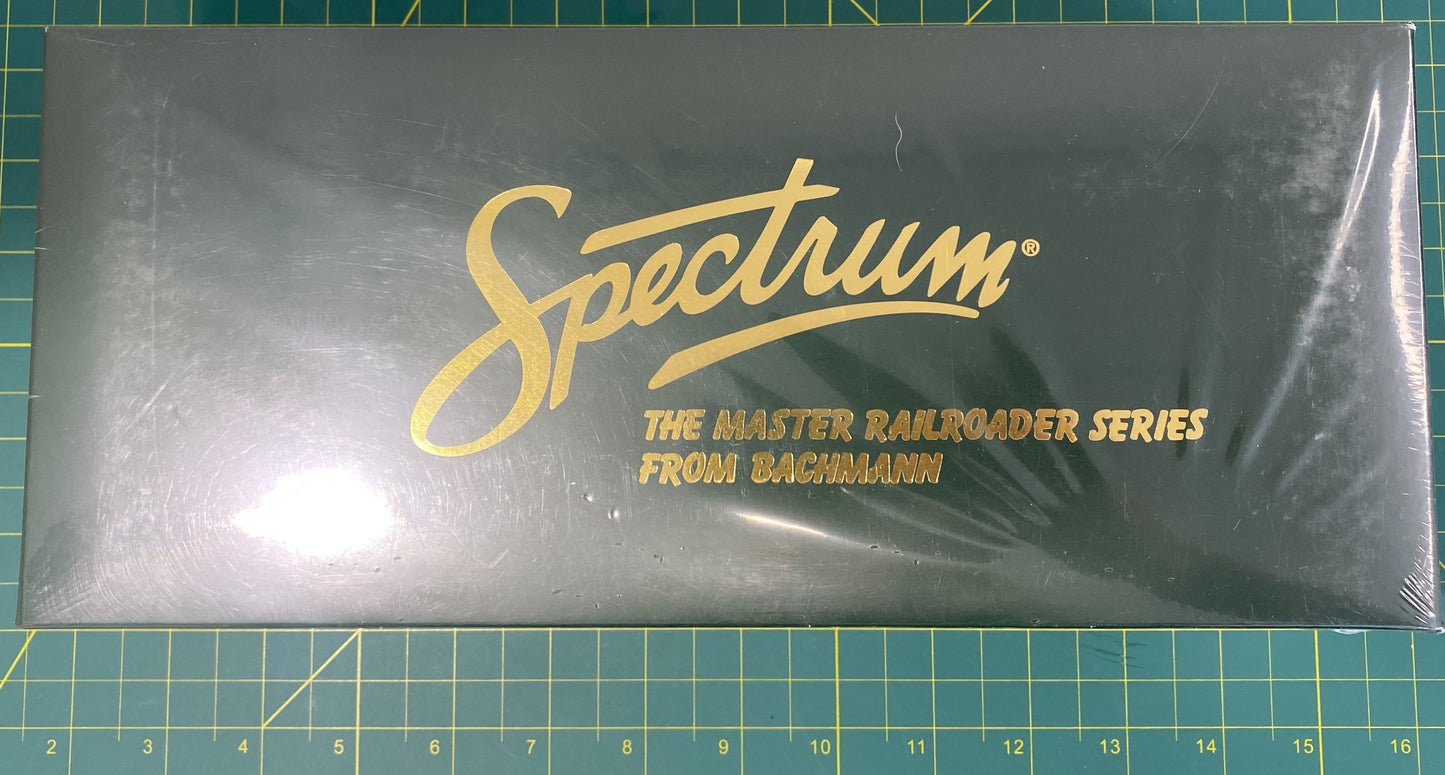 Spectrum®
THE MASTER RAILROADER SERIES
FROM BACHMANN
2 3 4 5 6 7 8 9 10 11 12 13 14 15 16